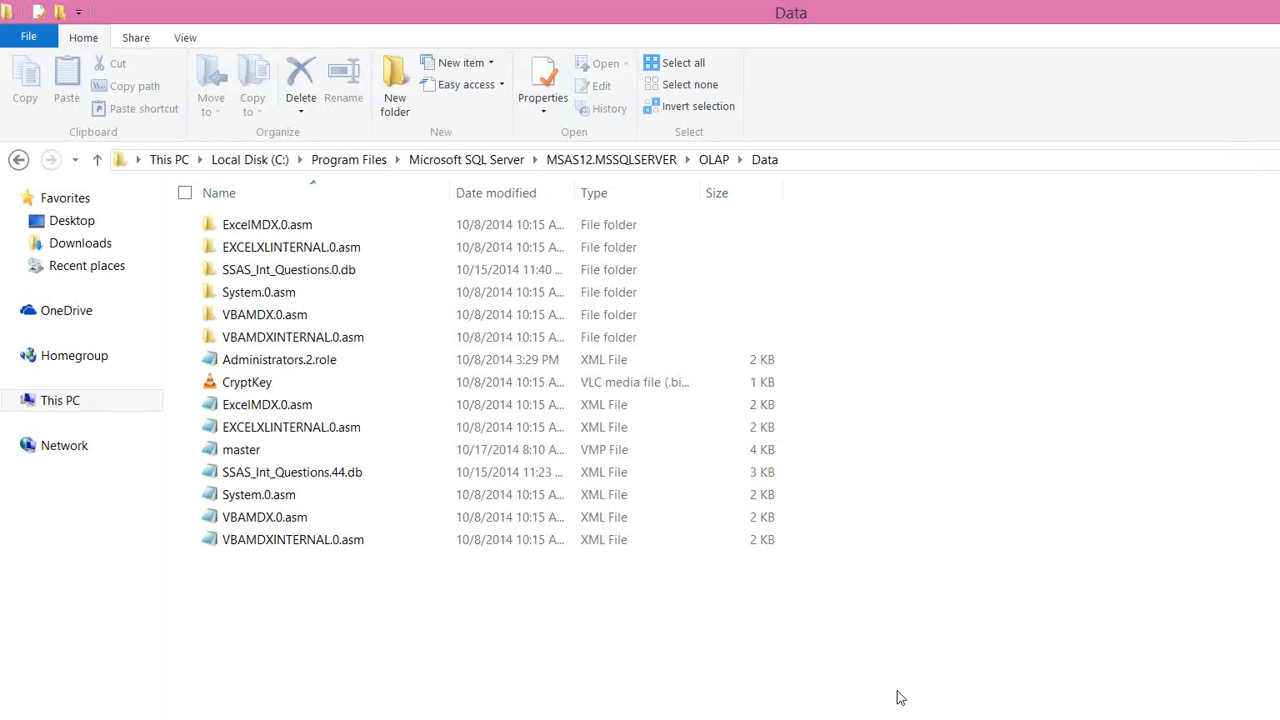 Data
File Home Share View
Copy Paste Cut Copy path Paste shortcut Clipboard
Move to Copy to Delete Rename Organize
New folder New item Easy access New
Properties Open Edit History Open
Select all Select none Invert selection Select
This PC Local Disk (C:) Program Files Microsoft SQL Server MSAS12.MSSQLSERVER OLAP Data
Favorites
Desktop
Downloads
Recent places
OneDrive
Homegroup
This PC
Network
Name Date modified Type Size
ExcelMDX.0.asm 10/8/2014 10:15 A... File folder
EXCELXLINTERNAL.0.asm 10/8/2014 10:15 A... File folder
SSAS_Int_Questions.0.db 10/15/2014 11:40 ... File folder
System.0.asm 10/8/2014 10:15 A... File folder
VBAMDX.0.asm 10/8/2014 10:15 A... File folder
VBAMDXINTERNAL.0.asm 10/8/2014 10:15 A... File folder
Administrators.2.role 10/8/2014 3:29 PM XML File 2 KB
CryptKey 10/8/2014 10:15 A... VLC media file (.bi... 1 KB
ExcelMDX.0.asm 10/8/2014 10:15 A... XML File 2 KB
EXCELXLINTERNAL.0.asm 10/8/2014 10:15 A... XML File 2 KB
master 10/17/2014 8:10 A... VMP File 4 KB
SSAS_Int_Questions.44.db 10/15/2014 11:23 ... XML File 3 KB
System.0.asm 10/8/2014 10:15 A... XML File 2 KB
VBAMDX.0.asm 10/8/2014 10:15 A... XML File 2 KB
VBAMDXINTERNAL.0.asm 10/8/2014 10:15 A... XML File 2 KB